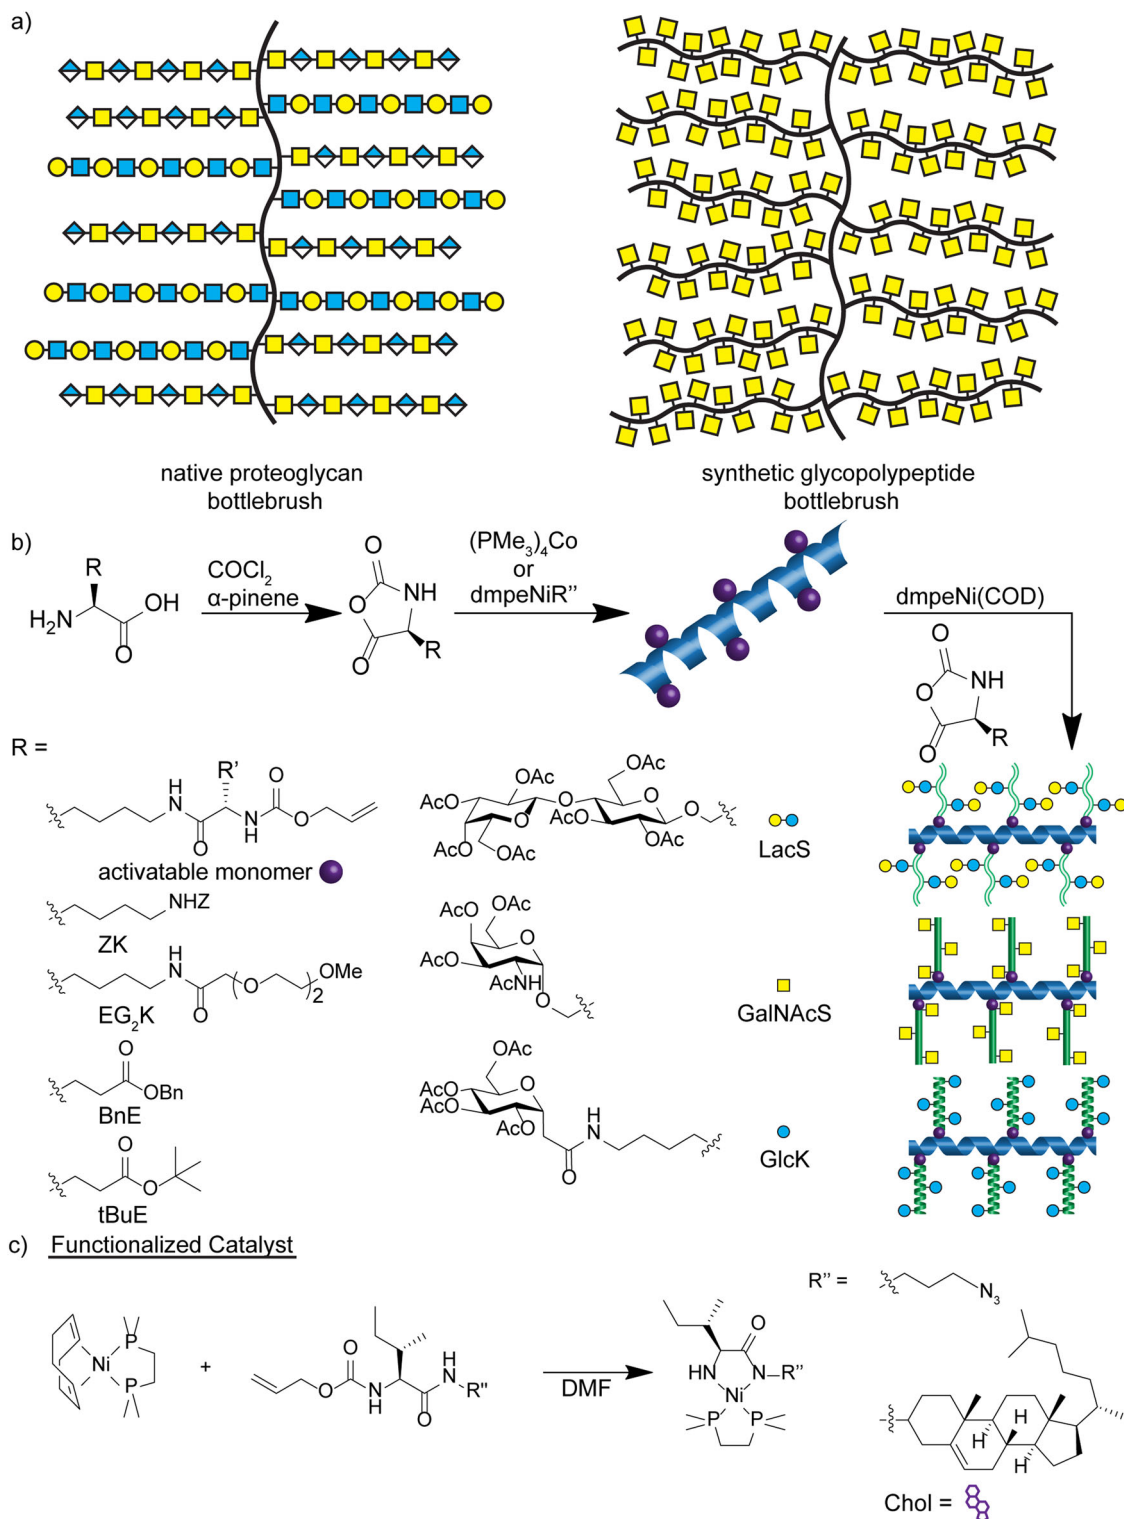 a)
native proteoglycan
bottlebrush
synthetic glycopolypeptide
bottlebrush
b)
R
H₂N
OH
O
COCl₂
α-pinene
O
O
NH
O
R
(PMe₃)₄Co
or
dmpeNiR’’
dmpeNi(COD)
O
O
NH
O
R
R =
H
N
O
R’
N
H
O
O
activatable monomer
NHZ
ZK
H
N
O
O
2
OMe
EG₂K
O
OBn
BnE
O
O
tBuE
OAc
OAc
O
AcO
AcO
OAc
O
OAc
O
AcO
OAc
O
LacS
AcO
OAc
O
AcO
AcNH
O
GalNAcS
OAc
AcO
AcO
AcO
O
H
N
O
GlcK
c) Functionalized Catalyst
Ni
P
P
+
O
O
N
H
O
H
N
R''
DMF
O
HN
N
R’’
Ni
P
P
R’’ =
N₃
H
H
H
Chol =